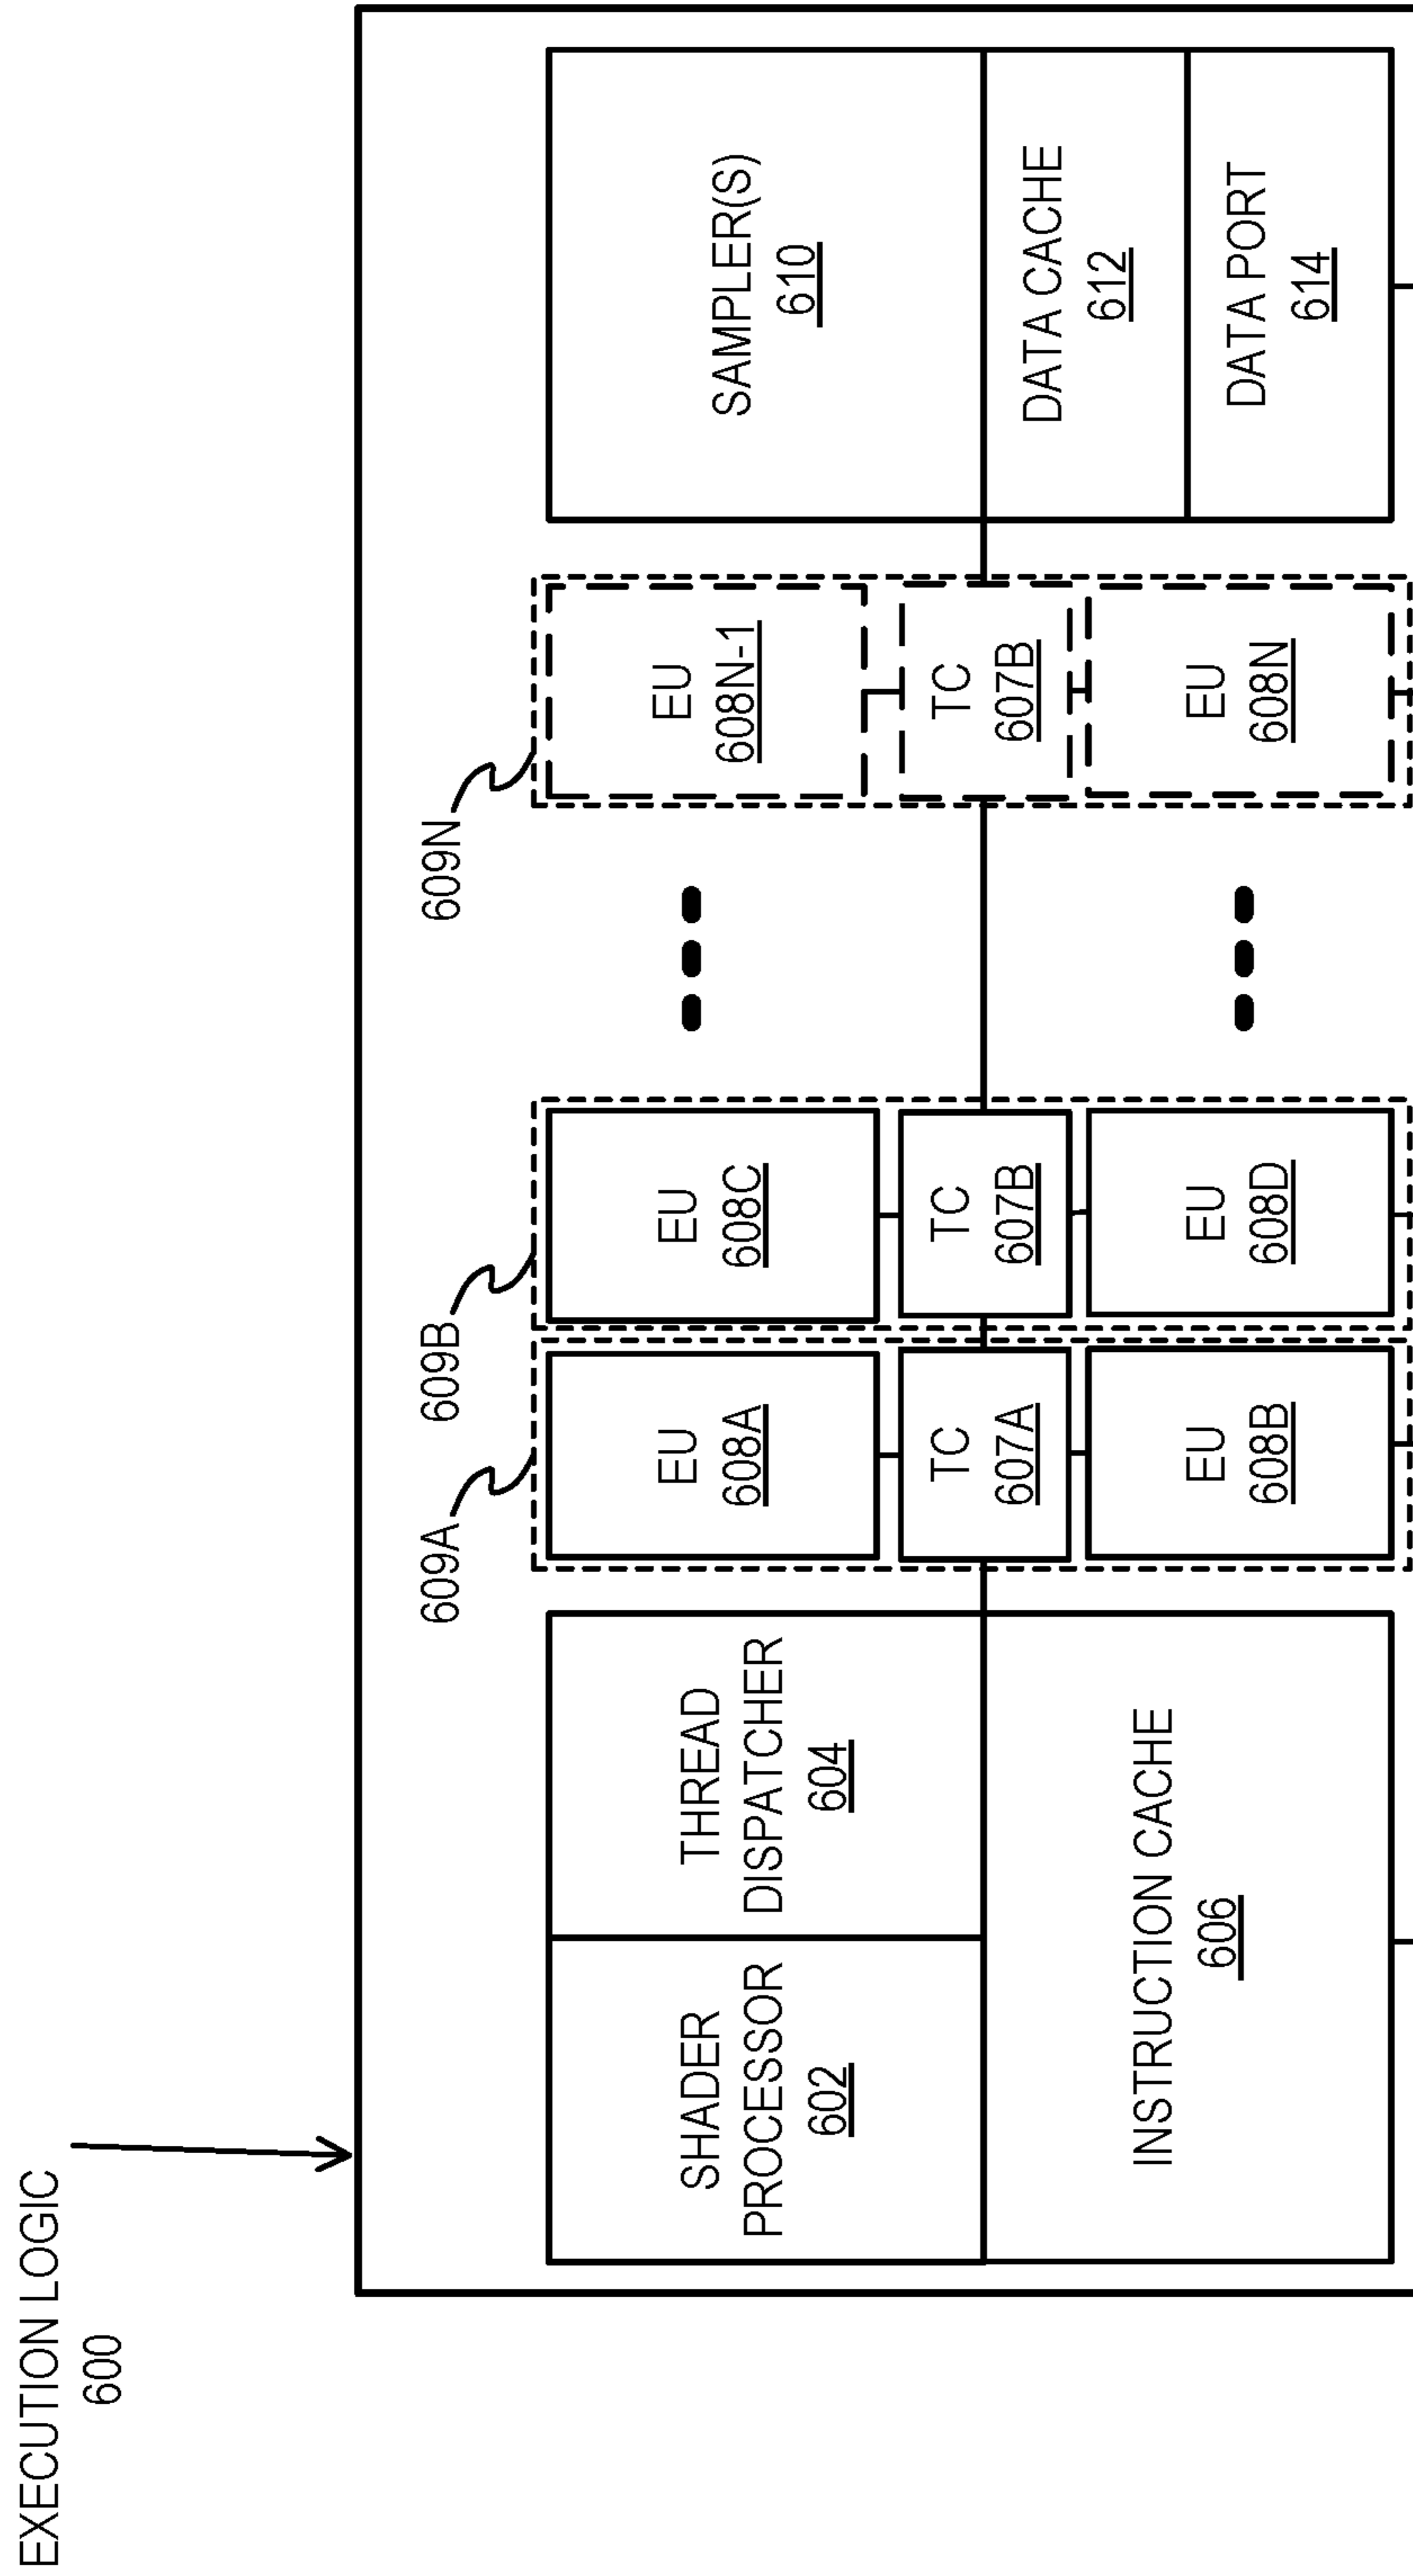 EXECUTION LOGIC
600
609A
609B
609N
SHADER
PROCESSOR
602
THREAD
DISPATCHER
604
INSTRUCTION CACHE
606
EU
608A
TC
607A
EU
608B
EU
608C
TC
607B
EU
608D
EU
608N-1
TC
607B
EU
608N
SAMPLER(S)
610
DATA CACHE
612
DATA PORT
614